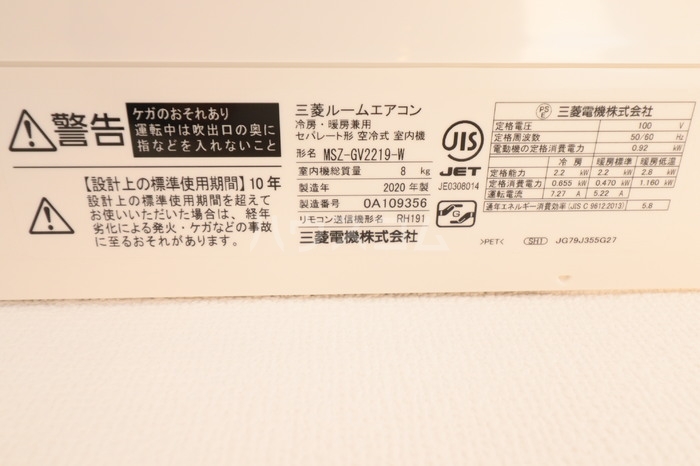 警告
ケガのおそれあり
運転中は吹出口の奥に
指などを入れないこと
【設計上の標準使用期間】10年
設計上の標準使用期間を超えて
お使いいただいた場合は、経年
劣化による発火・ケガなどの事故
に至るおそれがあります。
三菱ルームエアコン
冷房・暖房兼用
セパレート形 空冷式 室内機
形名 MSZ-GV2219-W
室内機総質量 8 kg
製造年 2020 年製
製造番号 0A109356
リモコン送信機形名 RH191
三菱電機株式会社
JIS
JET
JE0308014
PS E 三菱電機株式会社
定格電圧 100 V
定格周波数 50/60 Hz
電動機の定格消費電力 0.92 kW
冷房 暖房標準 暖房低温
定格能力 2.2 kW 2.2 kW 2.8 kW
定格消費電力 0.655 kW 0.470 kW 1.160 kW
運転電流 7.27 A 5.22 A
通年エネルギー消費効率(JIS C 9612:2013) 5.8
>PET< SH1 JG79J355G27